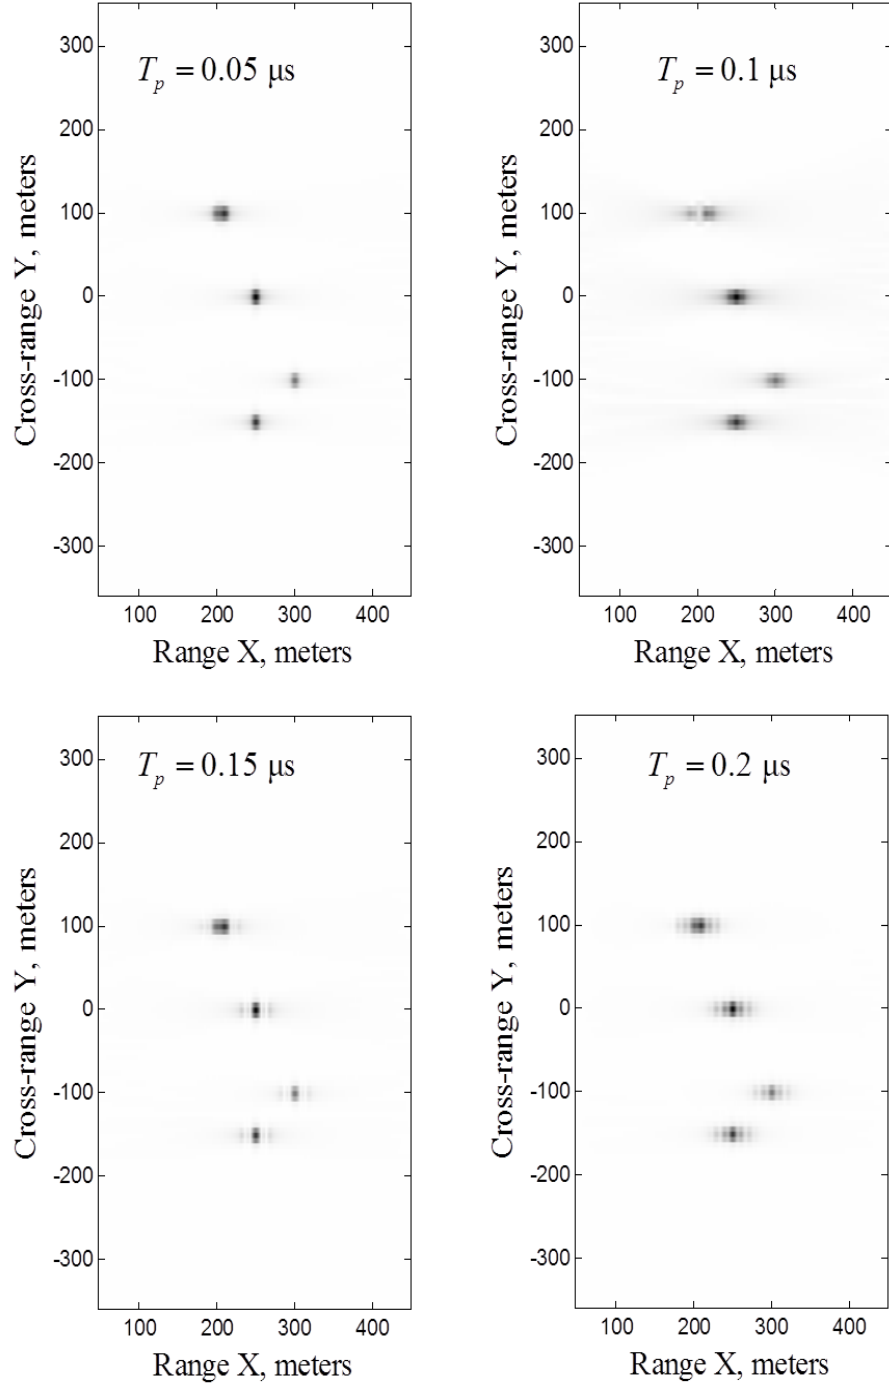 T_p = 0.05 μs
300
200
100
0
-100
-200
-300
Cross-range Y, meters
100 200 300 400
Range X, meters
T_p = 0.1 μs
300
200
100
0
-100
-200
-300
Cross-range Y, meters
100 200 300 400
Range X, meters
T_p = 0.15 μs
300
200
100
0
-100
-200
-300
Cross-range Y, meters
100 200 300 400
Range X, meters
T_p = 0.2 μs
300
200
100
0
-100
-200
-300
Cross-range Y, meters
100 200 300 400
Range X, meters